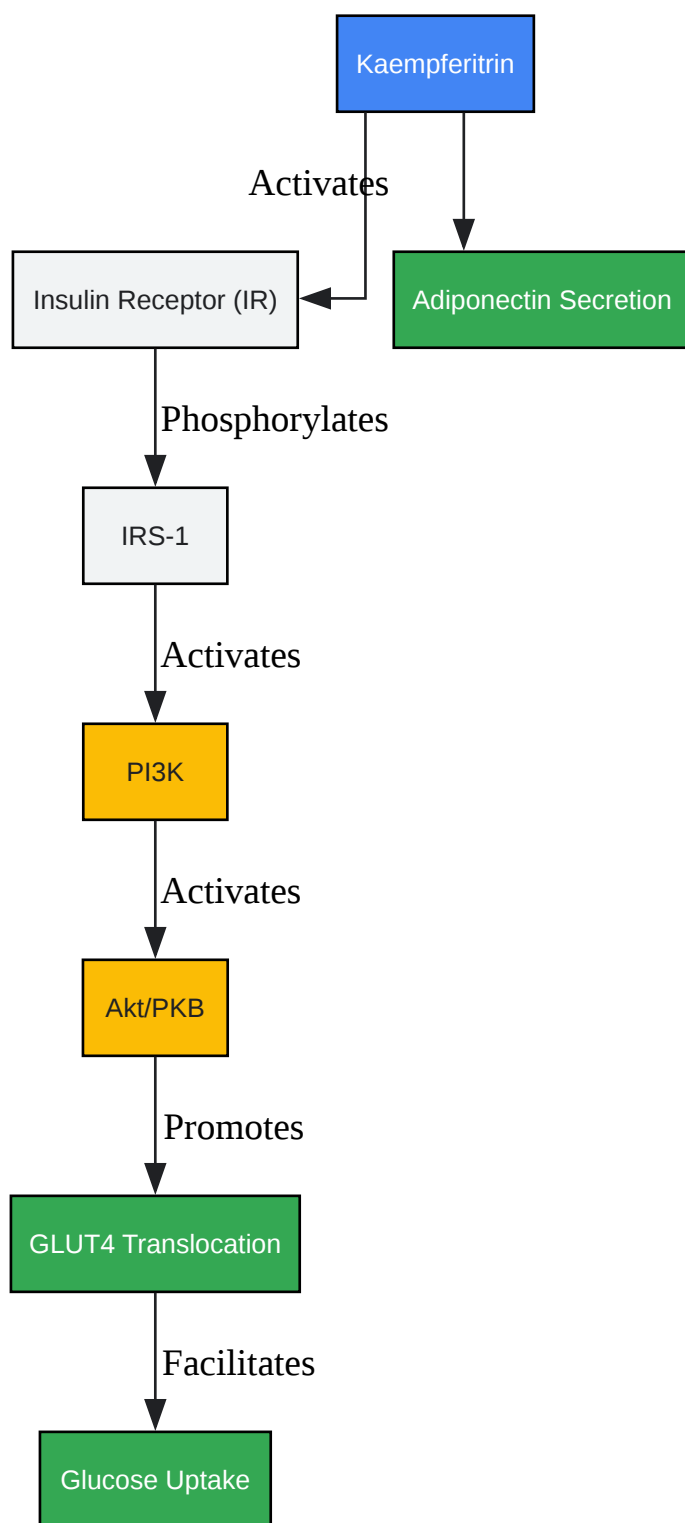 Kaempferitrin
Activates
Insulin Receptor (IR)
Adiponectin Secretion
Phosphorylates
IRS-1
Activates
PI3K
Activates
Akt/PKB
Promotes
GLUT4 Translocation
Facilitates
Glucose Uptake